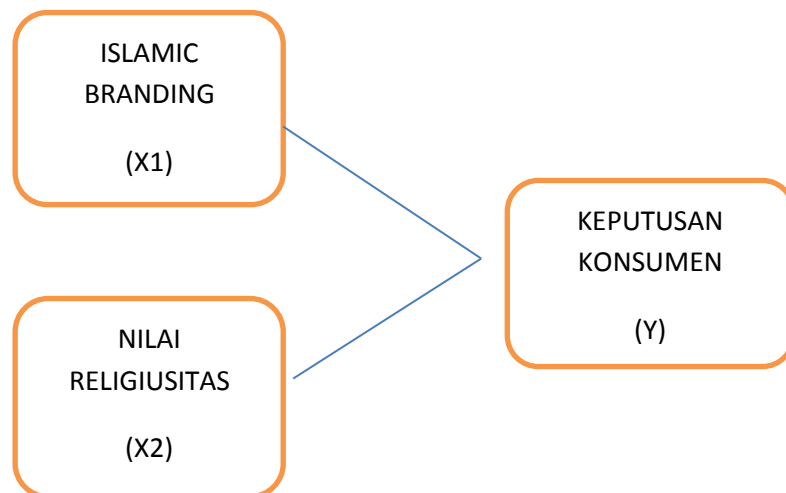 ISLAMIC
BRANDING
(X1)
NILAI
RELIGIUSITAS
(X2)
KEPUTUSAN
KONSUMEN
(Y)